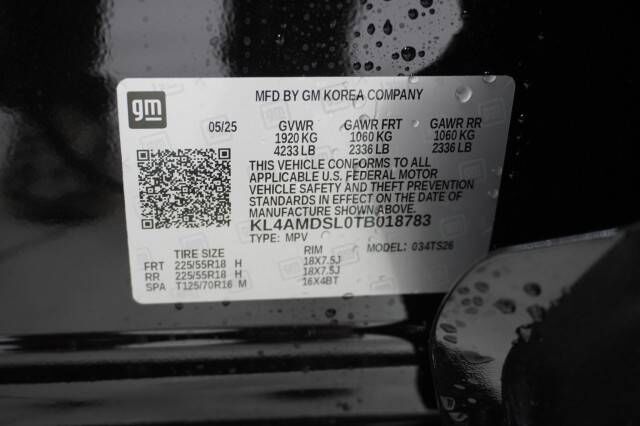 gm
MFD BY GM KOREA COMPANY
05/25 GVWR GAWR FRT GAWR RR
1920 KG 1060 KG 1060 KG
4233 LB 2336 LB 2336 LB
THIS VEHICLE CONFORMS TO ALL
APPLICABLE U.S. FEDERAL MOTOR
VEHICLE SAFETY AND THEFT PREVENTION
STANDARDS IN EFFECT ON THE DATE OF
MANUFACTURE SHOWN ABOVE.
KL4AMDSL0TB018783
TYPE: MPV MODEL: 034TS26
TIRE SIZE RIM
FRT 225/55R18 H 18X7.5J
RR 225/55R18 H 18X7.5J
SPA T125/70R16 M 16X4BT